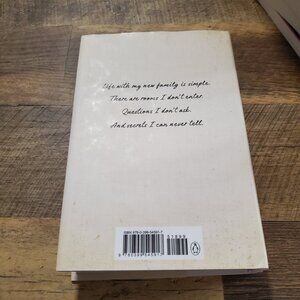 Life with my new family is simple.
There are rooms I don't enter.
Questions I don't ask.
And secrets I can never tell.